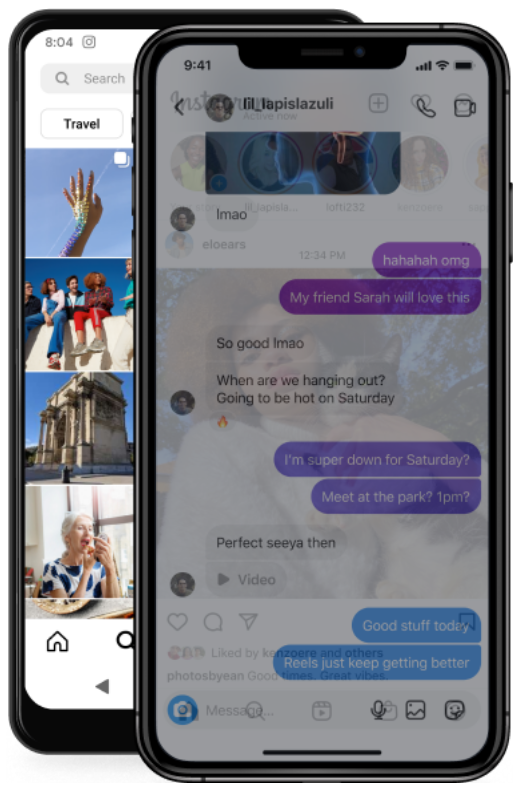 8:04
Search
Travel
9:41
Instagram
lil_lapislazuli
Active now
lil_lapisla...
lofti232
kenzoere
lmao
eloears
12:34 PM
hahahah omg
My friend Sarah will love this
So good lmao
When are we hanging out?
Going to be hot on Saturday
🔥
I'm super down for Saturday?
Meet at the park? 1pm?
Perfect seeya then
Video
Good stuff today
Liked by kenzoere and others
Reels just keep getting better
photosbyean Good times. Great vibes.
Message...